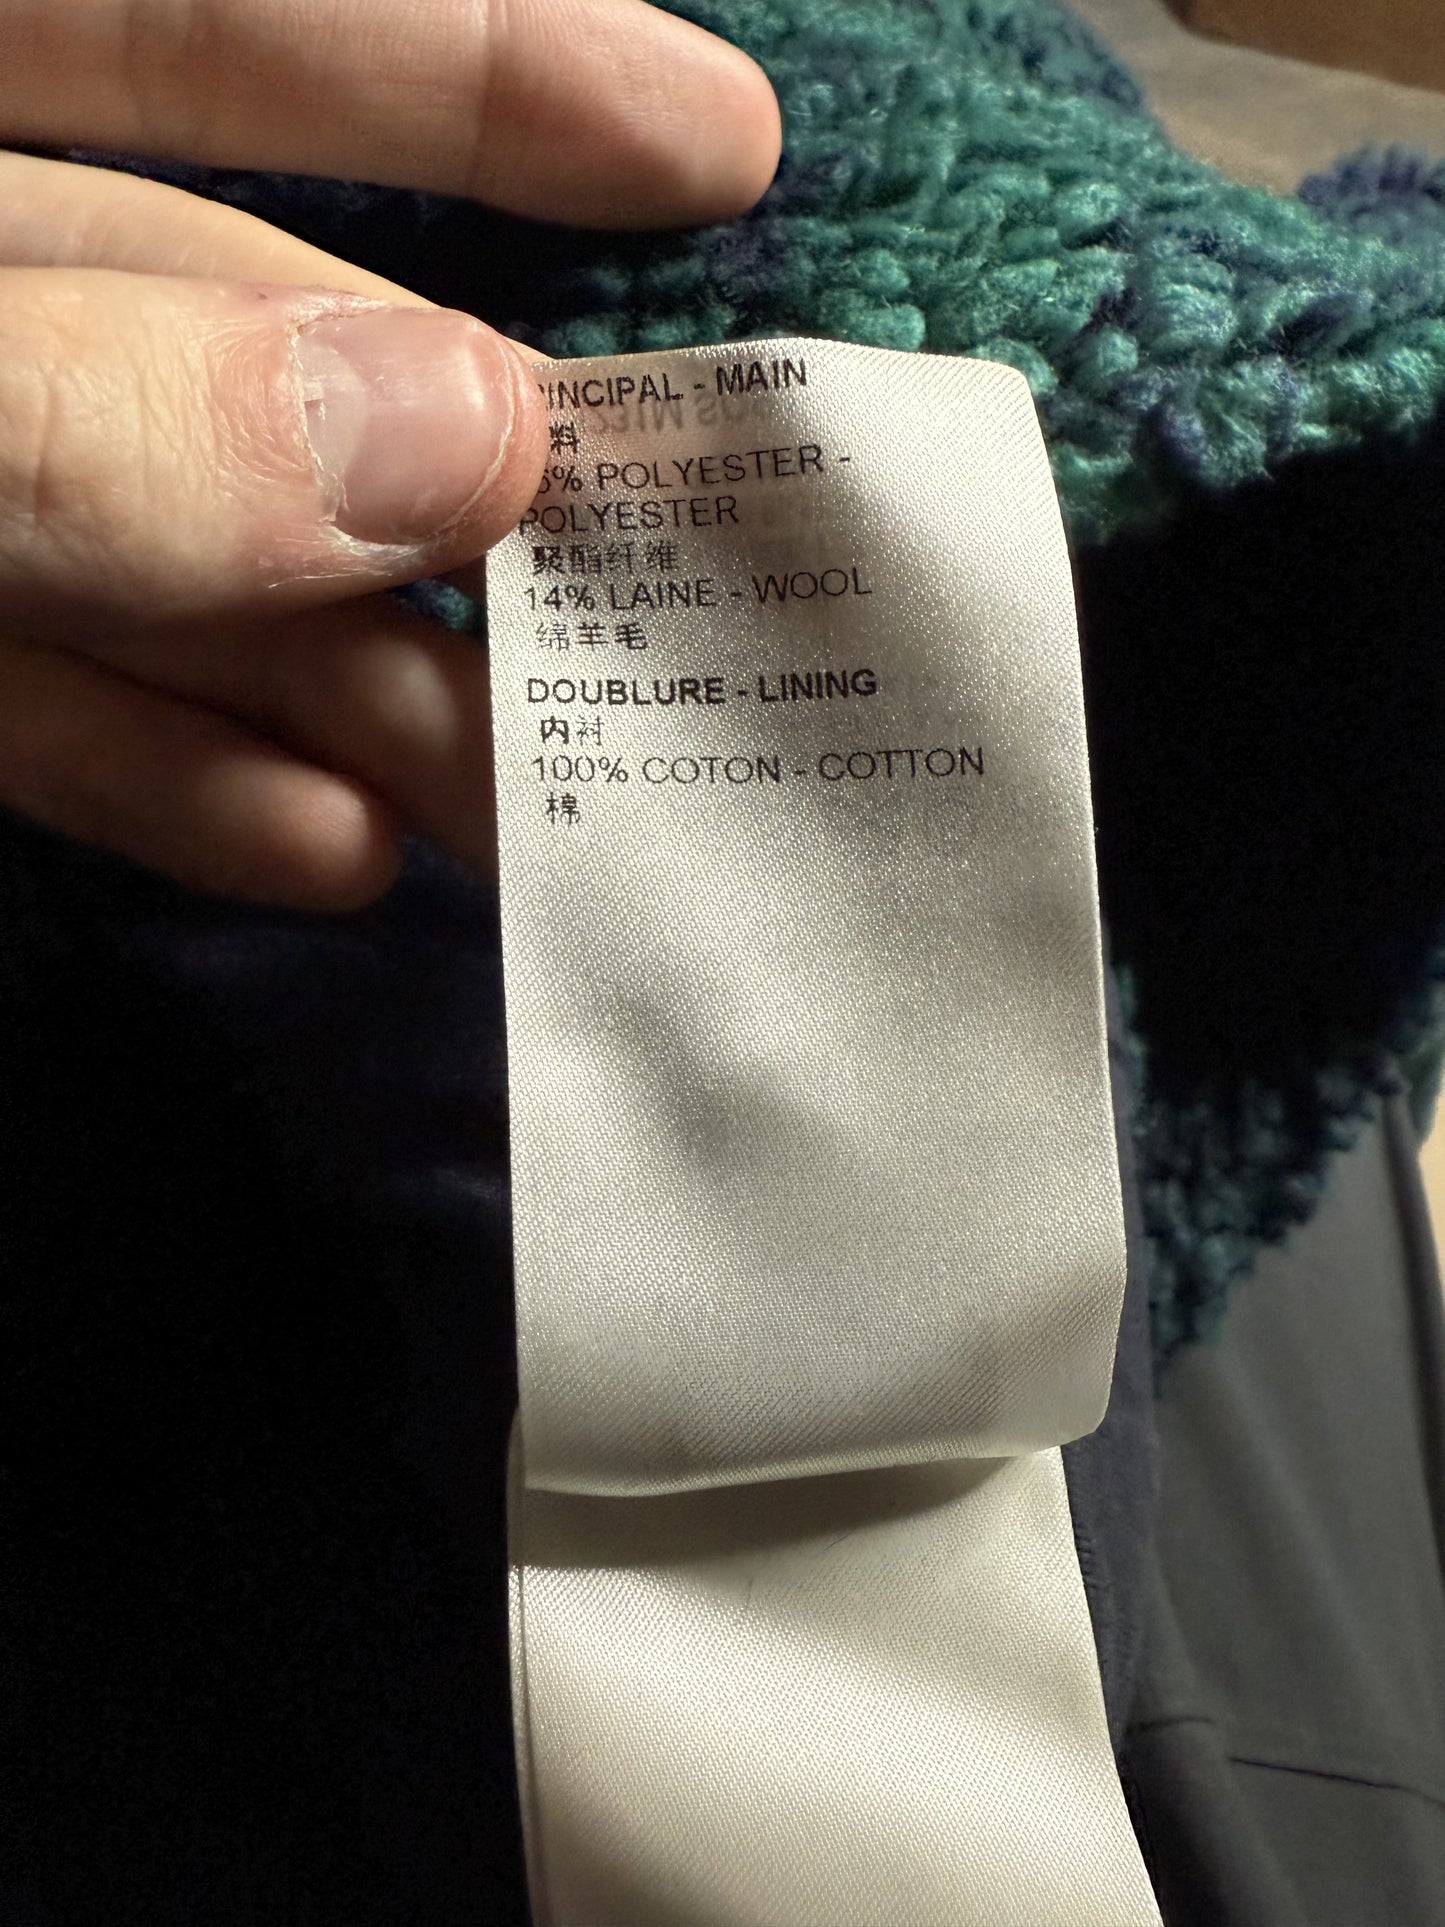 - MAIN
料
% POLYESTER -
POLYESTER
聚酯纤维
14% LAINE - WOOL
绵羊毛
DOUBLURE - LINING
内衬
100% COTON - COTTON
棉